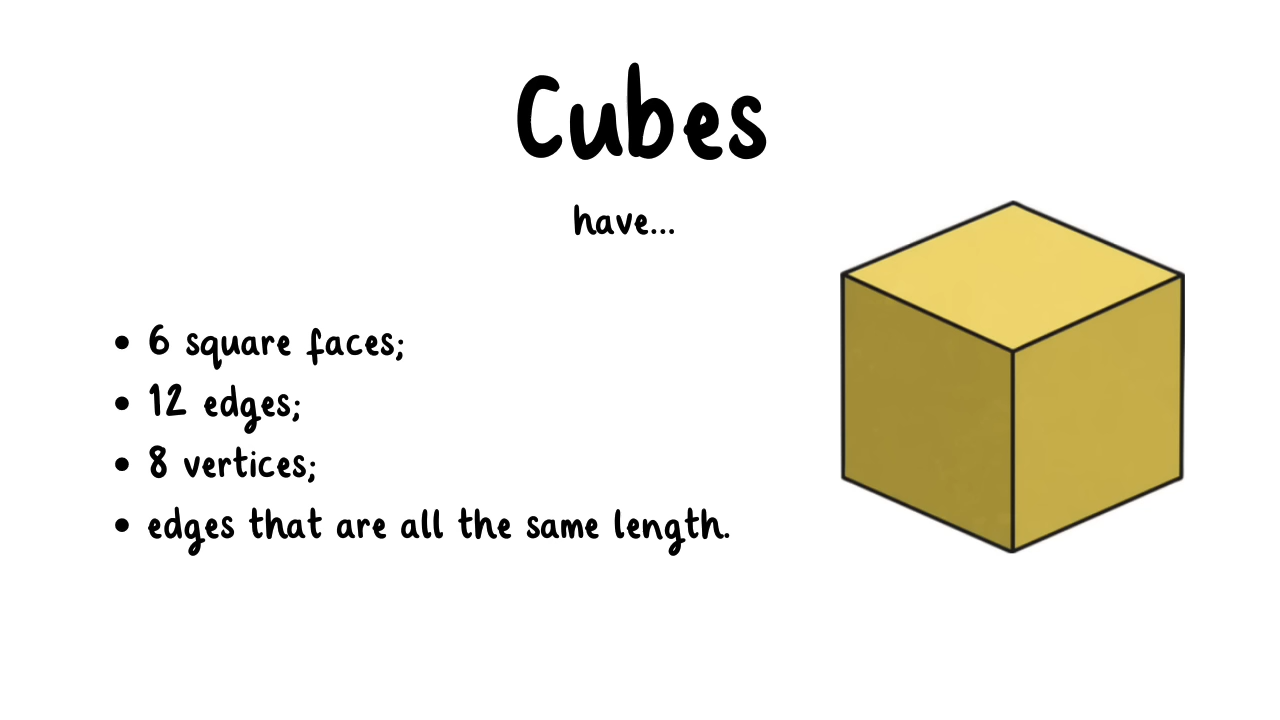 Cubes
have...
• 6 square faces;
• 12 edges;
• 8 vertices;
• edges that are all the same length.